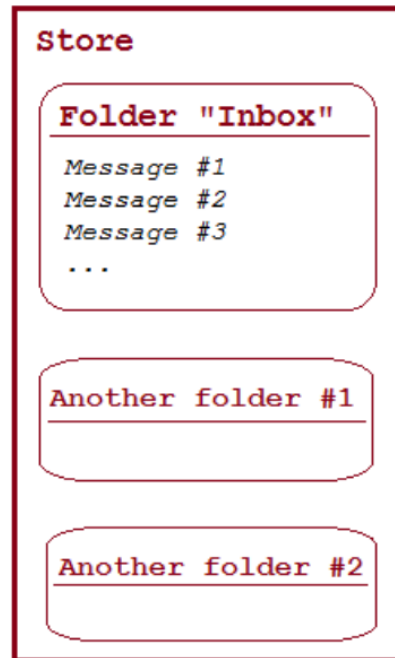 Store
Folder "Inbox"
Message #1
Message #2
Message #3
...
Another folder #1
Another folder #2